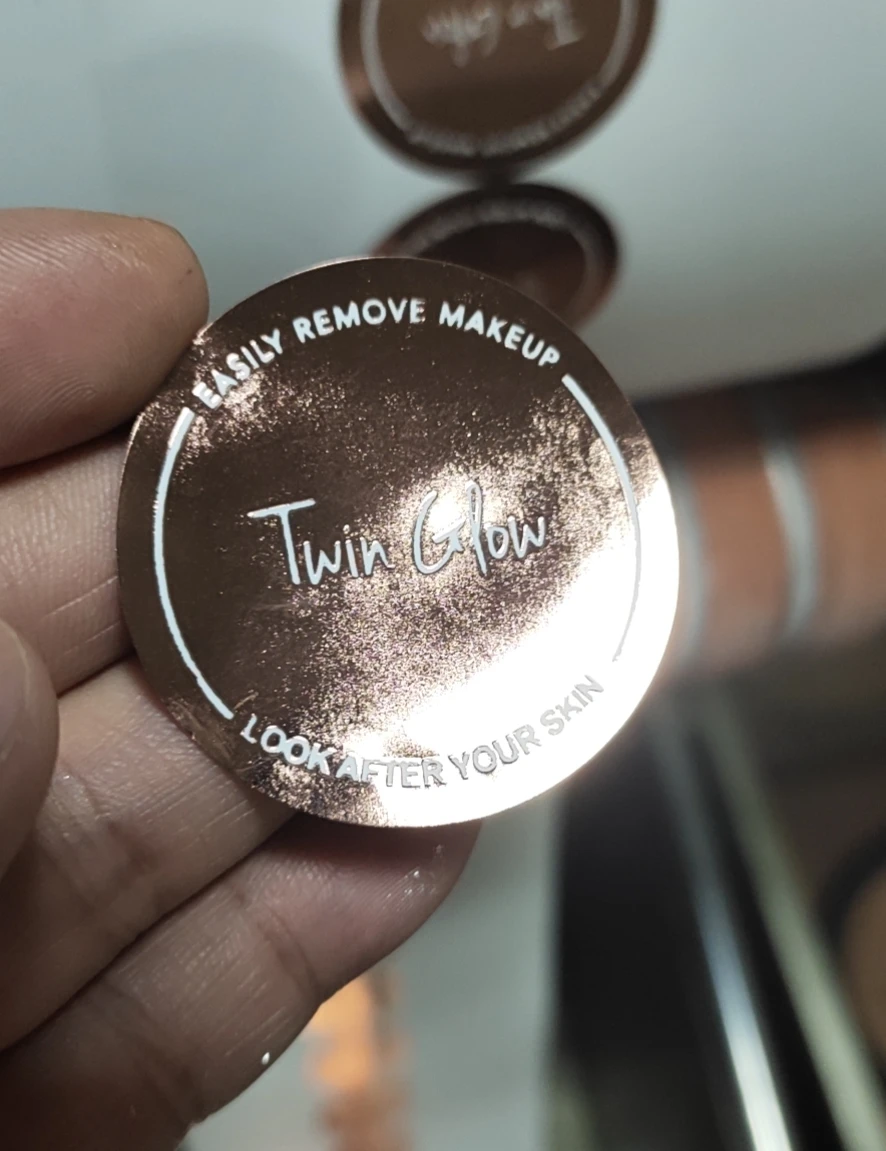 EASILY REMOVE MAKEUP
Twin Glow
LOOK AFTER YOUR SKIN